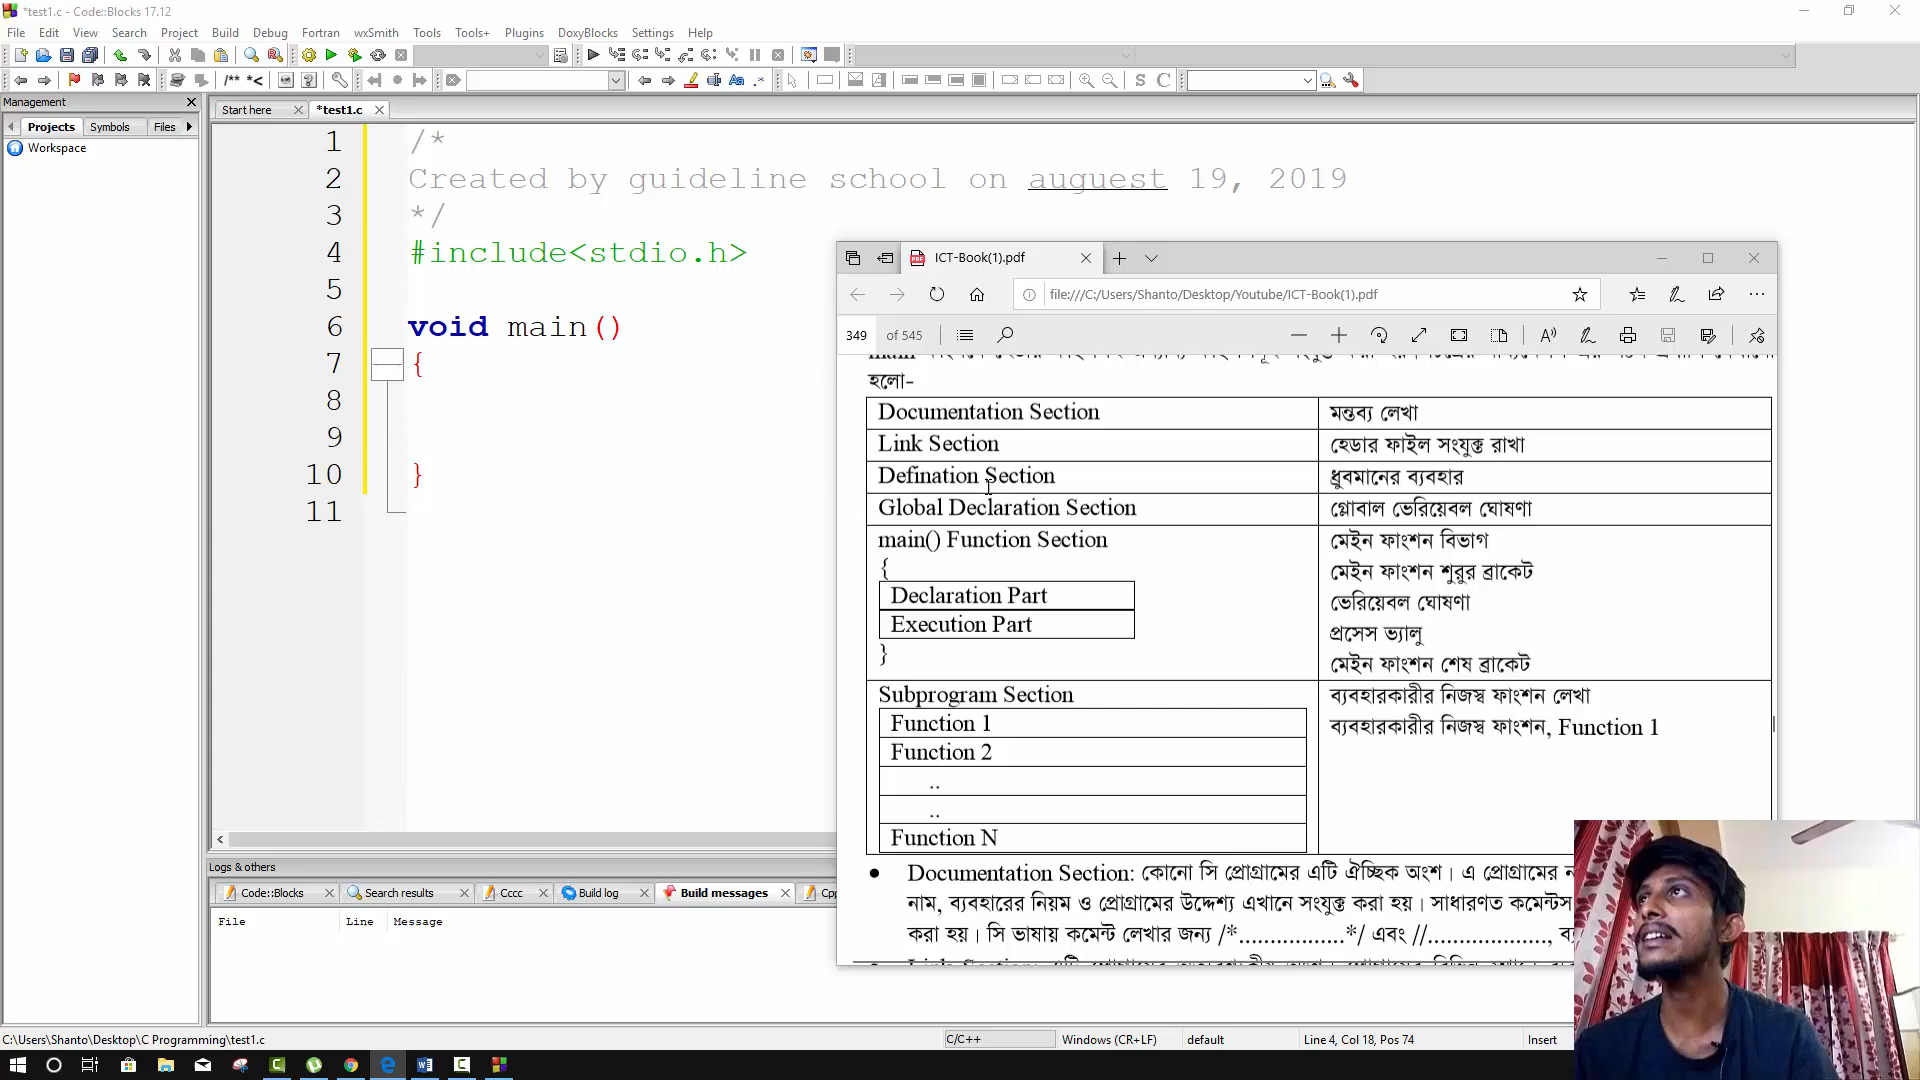 *test1.c - Code::Blocks 17.12
File Edit View Search Project Build Debug Fortran wxSmith Tools Tools+ Plugins DoxyBlocks Settings Help
Management
Projects Symbols Files
Workspace
Start here *test1.c
1 /*
2 Created by guideline school on auguest 19, 2019
3 */
4 #include<stdio.h>
5
6 void main()
7 {
8
9
10 }
11
ICT-Book(1).pdf
file:///C:/Users/Shanto/Desktop/Youtube/ICT-Book(1).pdf
349 of 545
হলো-
Documentation Section মন্তব্য লেখা
Link Section হেডার ফাইল সংযুক্ত রাখা
Defination Section ধ্রুবমানের ব্যবহার
Global Declaration Section গ্লোবাল ভেরিয়েবল ঘোষণা
main() Function Section মেইন ফাংশন বিভাগ
{ মেইন ফাংশন শুরুর ব্রাকেট
Declaration Part ভেরিয়েবল ঘোষণা
Execution Part প্রসেস ভ্যালু
} মেইন ফাংশন শেষ ব্রাকেট
Subprogram Section ব্যবহারকারীর নিজস্ব ফাংশন লেখা
Function 1 ব্যবহারকারীর নিজস্ব ফাংশন, Function 1
Function 2
..
..
Function N
• Documentation Section: কোনো সি প্রোগ্রামের এটি ঐচ্ছিক অংশ। এ প্রোগ্রামের
নাম, ব্যবহারের নিয়ম ও প্রোগ্রামের উদ্দেশ্য এখানে সংযুক্ত করা হয়। সাধারণত কমেন্টস
করা হয়। সি ভাষায় কমেন্ট লেখার জন্য /*.................*/ এবং //...................,
Logs & others
Code::Blocks Search results Cccc Build log Build messages
File Line Message
C:\Users\Shanto\Desktop\C Programming\test1.c C/C++ Windows (CR+LF) default Line 4, Col 18, Pos 74 Insert